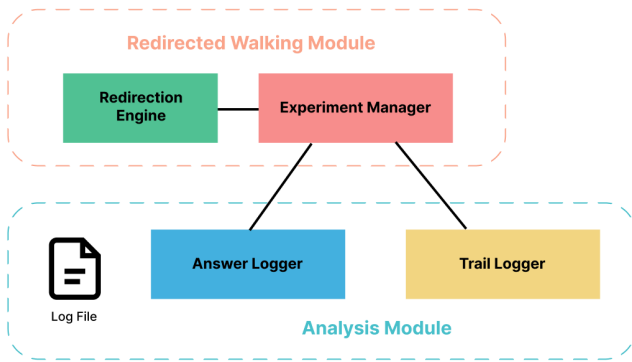 Redirected Walking Module
Redirection
Engine
Experiment Manager
Answer Logger
Trail Logger
Log File
Analysis Module